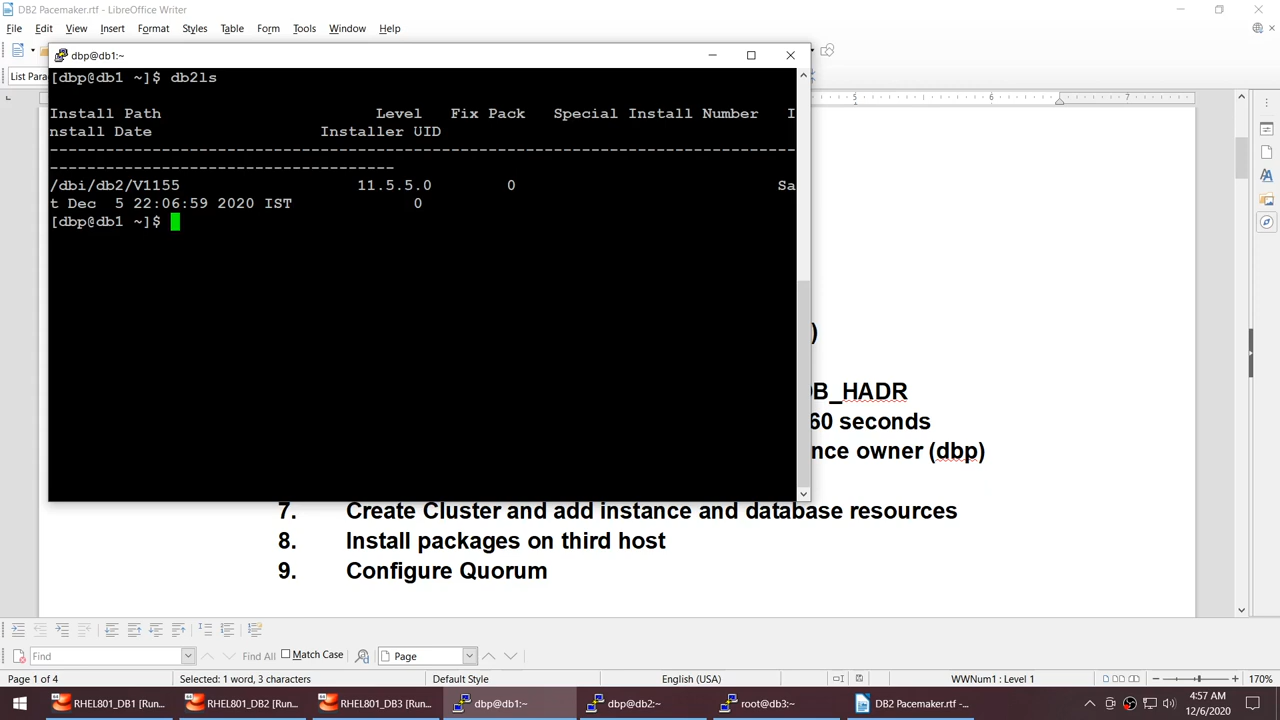 DB2 Pacemaker.rtf - LibreOffice Writer
File Edit View Insert Format Styles Table Form Tools Window Help
dbp@db1:~
List Para
[dbp@db1 ~]$ db2ls
Install Path Level Fix Pack Special Install Number I
nstall Date Installer UID
--------------------------------------------------------------------------------
-------------------------------------
/dbi/db2/V1155 11.5.5.0 0 Sa
t Dec 5 22:06:59 2020 IST 0
[dbp@db1 ~]$
5 6 7
)
DB_HADR
60 seconds
nce owner (dbp)
7. Create Cluster and add instance and database resources
8. Install packages on third host
9. Configure Quorum
Find Find All Match Case Page
Page 1 of 4 Selected: 1 word, 3 characters Default Style English (USA) WWNum1 : Level 1 170%
RHEL801_DB1 [Run... RHEL801_DB2 [Run... RHEL801_DB3 [Run... dbp@db1:~ dbp@db2:~ root@db3:~ DB2 Pacemaker.rtf -...
4:57 AM
12/6/2020